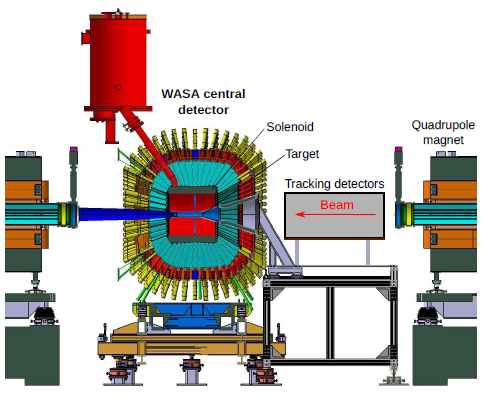 WASA central
detector
Solenoid
Target
Quadrupole
magnet
Tracking detectors
Beam